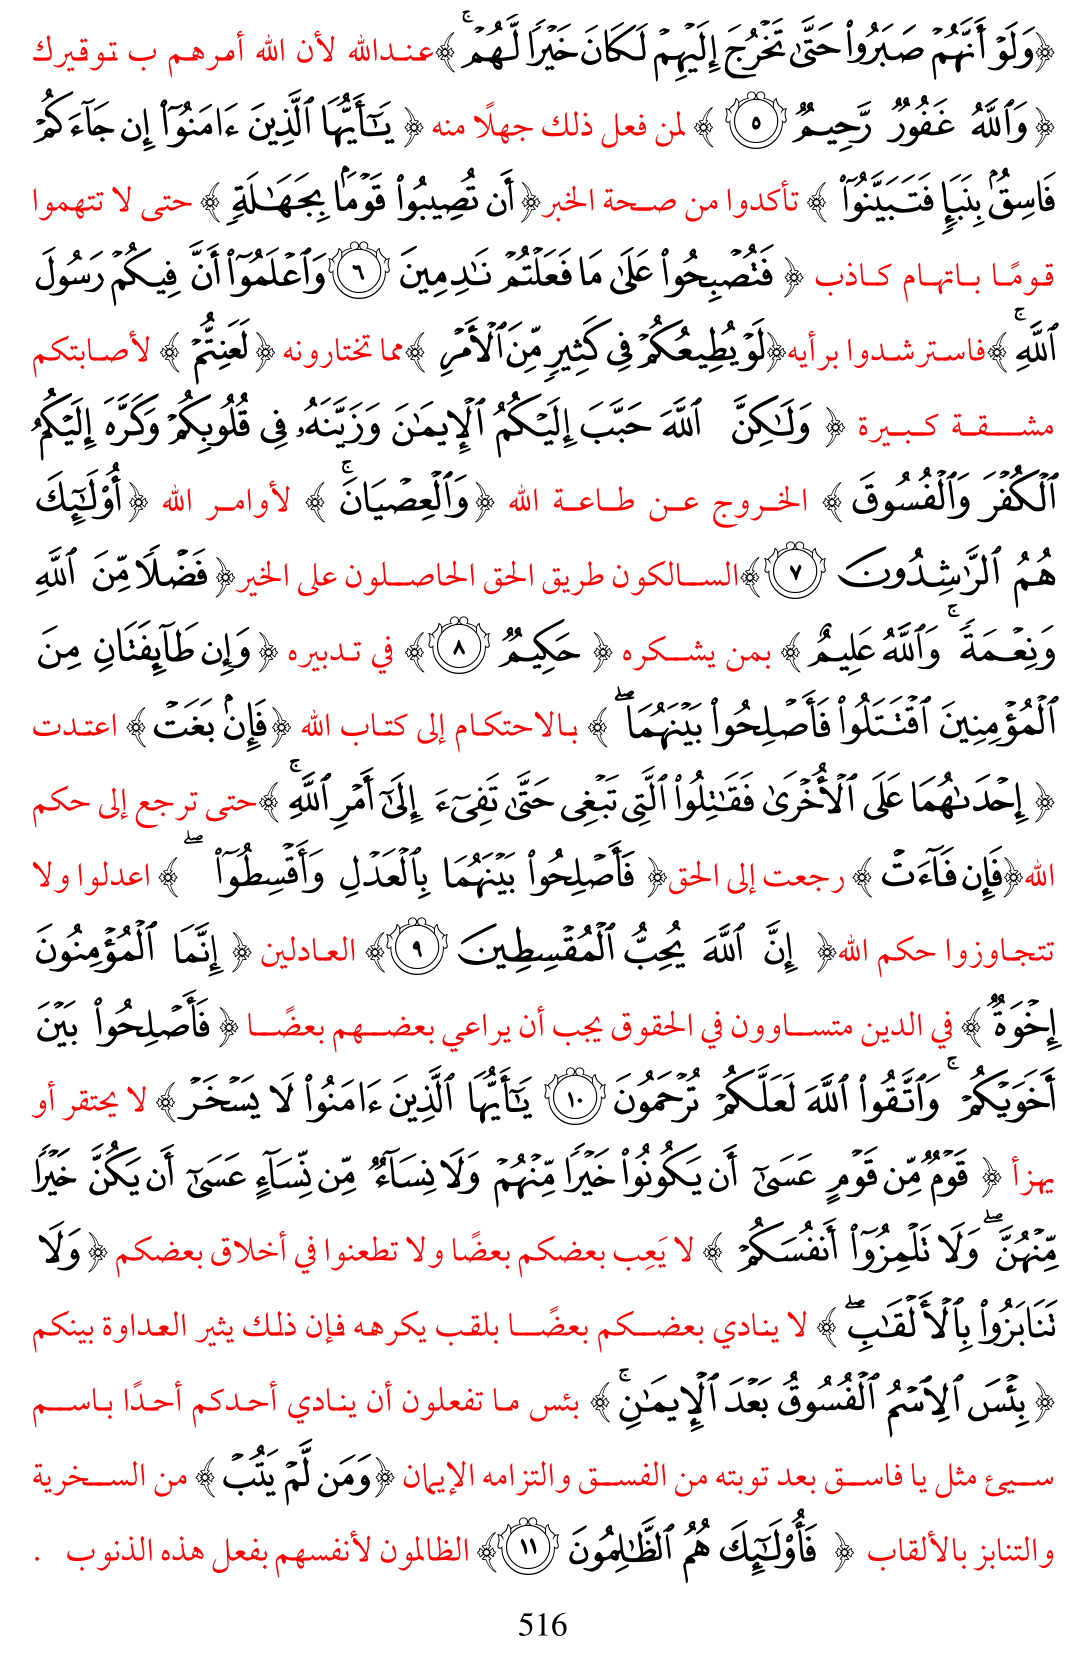 ﴿وَلَوۡ أَنَّهُمۡ صَبَرُواْ حَتَّىٰ تَخۡرُجَ إِلَيۡهِمۡ لَكَانَ خَيۡرٗا لَّهُمۡۚ﴾ عندالله لأن الله أمرهم ب توقيرك
﴿وَٱللَّهُ غَفُورٞ رَّحِيمٞ ٥﴾ لمن فعل ذلك جهلًا منه ﴿يَٰٓأَيُّهَا ٱلَّذِينَ ءَامَنُوٓاْ إِن جَآءَكُمۡ
فَاسِقُۢ بِنَبَإٖ فَتَبَيَّنُوٓاْ﴾ تأكدوا من صحة الخبر ﴿أَن تُصِيبُواْ قَوۡمَۢا بِجَهَٰلَةٖ﴾ حتى لا تتهموا
قومًا باتهام كاذب ﴿فَتُصۡبِحُواْ عَلَىٰ مَا فَعَلۡتُمۡ نَٰدِمِينَ ٦ وَٱعۡلَمُوٓاْ أَنَّ فِيكُمۡ رَسُولَ
ٱللَّهِۚ﴾ فاسترشدوا برأيه ﴿لَوۡ يُطِيعُكُمۡ فِي كَثِيرٖ مِّنَ ٱلۡأَمۡرِ﴾ مما تختارونه ﴿لَعَنِتُّمۡ﴾ لأصابتكم
مشقة كبيرة ﴿وَلَٰكِنَّ ٱللَّهَ حَبَّبَ إِلَيۡكُمُ ٱلۡإِيمَٰنَ وَزَيَّنَهُۥ فِي قُلُوبِكُمۡ وَكَرَّهَ إِلَيۡكُمُ
ٱلۡكُفۡرَ وَٱلۡفُسُوقَ﴾ الخروج عن طاعة الله ﴿وَٱلۡعِصۡيَانَۚ﴾ لأوامر الله ﴿أُوْلَٰٓئِكَ
هُمُ ٱلرَّٰشِدُونَ ٧﴾ السالكون طريق الحق الحاصلون على الخير ﴿فَضۡلٗا مِّنَ ٱللَّهِ
وَنِعۡمَةٗۚ وَٱللَّهُ عَلِيمٌ﴾ بمن يشكره ﴿حَكِيمٞ ٨﴾ في تدبيره ﴿وَإِن طَآئِفَتَانِ مِنَ
ٱلۡمُؤۡمِنِينَ ٱقۡتَتَلُواْ فَأَصۡلِحُواْ بَيۡنَهُمَاۖ﴾ بالاحتكام إلى كتاب الله ﴿فَإِنۢ بَغَتۡ﴾ اعتدت
﴿إِحۡدَىٰهُمَا عَلَى ٱلۡأُخۡرَىٰ فَقَٰتِلُواْ ٱلَّتِي تَبۡغِي حَتَّىٰ تَفِيٓءَ إِلَىٰٓ أَمۡرِ ٱللَّهِۚ﴾ حتى ترجع إلى حكم
الله ﴿فَإِن فَآءَتۡ﴾ رجعت إلى الحق ﴿فَأَصۡلِحُواْ بَيۡنَهُمَا بِٱلۡعَدۡلِ وَأَقۡسِطُوٓاْۖ﴾ اعدلوا ولا
تتجاوزوا حكم الله ﴿إِنَّ ٱللَّهَ يُحِبُّ ٱلۡمُقۡسِطِينَ ٩﴾ العادلين ﴿إِنَّمَا ٱلۡمُؤۡمِنُونَ
إِخۡوَةٞ﴾ في الدين متساوون في الحقوق يجب أن يراعي بعضهم بعضًا ﴿فَأَصۡلِحُواْ بَيۡنَ
أَخَوَيۡكُمۡۚ وَٱتَّقُواْ ٱللَّهَ لَعَلَّكُمۡ تُرۡحَمُونَ ١٠ يَٰٓأَيُّهَا ٱلَّذِينَ ءَامَنُواْ لَا يَسۡخَرۡ﴾ لا يحتقر أو
يهزأ ﴿قَوۡمٞ مِّن قَوۡمٍ عَسَىٰٓ أَن يَكُونُواْ خَيۡرٗا مِّنۡهُمۡ وَلَا نِسَآءٞ مِّن نِّسَآءٍ عَسَىٰٓ أَن يَكُنَّ خَيۡرٗا
مِّنۡهُنَّۖ وَلَا تَلۡمِزُوٓاْ أَنفُسَكُمۡ﴾ لا يَعِب بعضكم بعضًا ولا تطعنوا في أخلاق بعضكم ﴿وَلَا
تَنَابَزُواْ بِٱلۡأَلۡقَٰبِۖ﴾ لا ينادي بعضكم بعضًا بلقب يكرهه فإن ذلك يثير العداوة بينكم
﴿بِئۡسَ ٱلِٱسۡمُ ٱلۡفُسُوقُ بَعۡدَ ٱلۡإِيمَٰنِۚ﴾ بئس ما تفعلون أن ينادي أحدكم أحدًا باسم
سيئ مثل يا فاسق بعد توبته من الفسق والتزامه الإيمان ﴿وَمَن لَّمۡ يَتُبۡ﴾ من السخرية
والتنابز بالألقاب ﴿فَأُوْلَٰٓئِكَ هُمُ ٱلظَّٰلِمُونَ ١١﴾ الظالمون لأنفسهم بفعل هذه الذنوب .
516